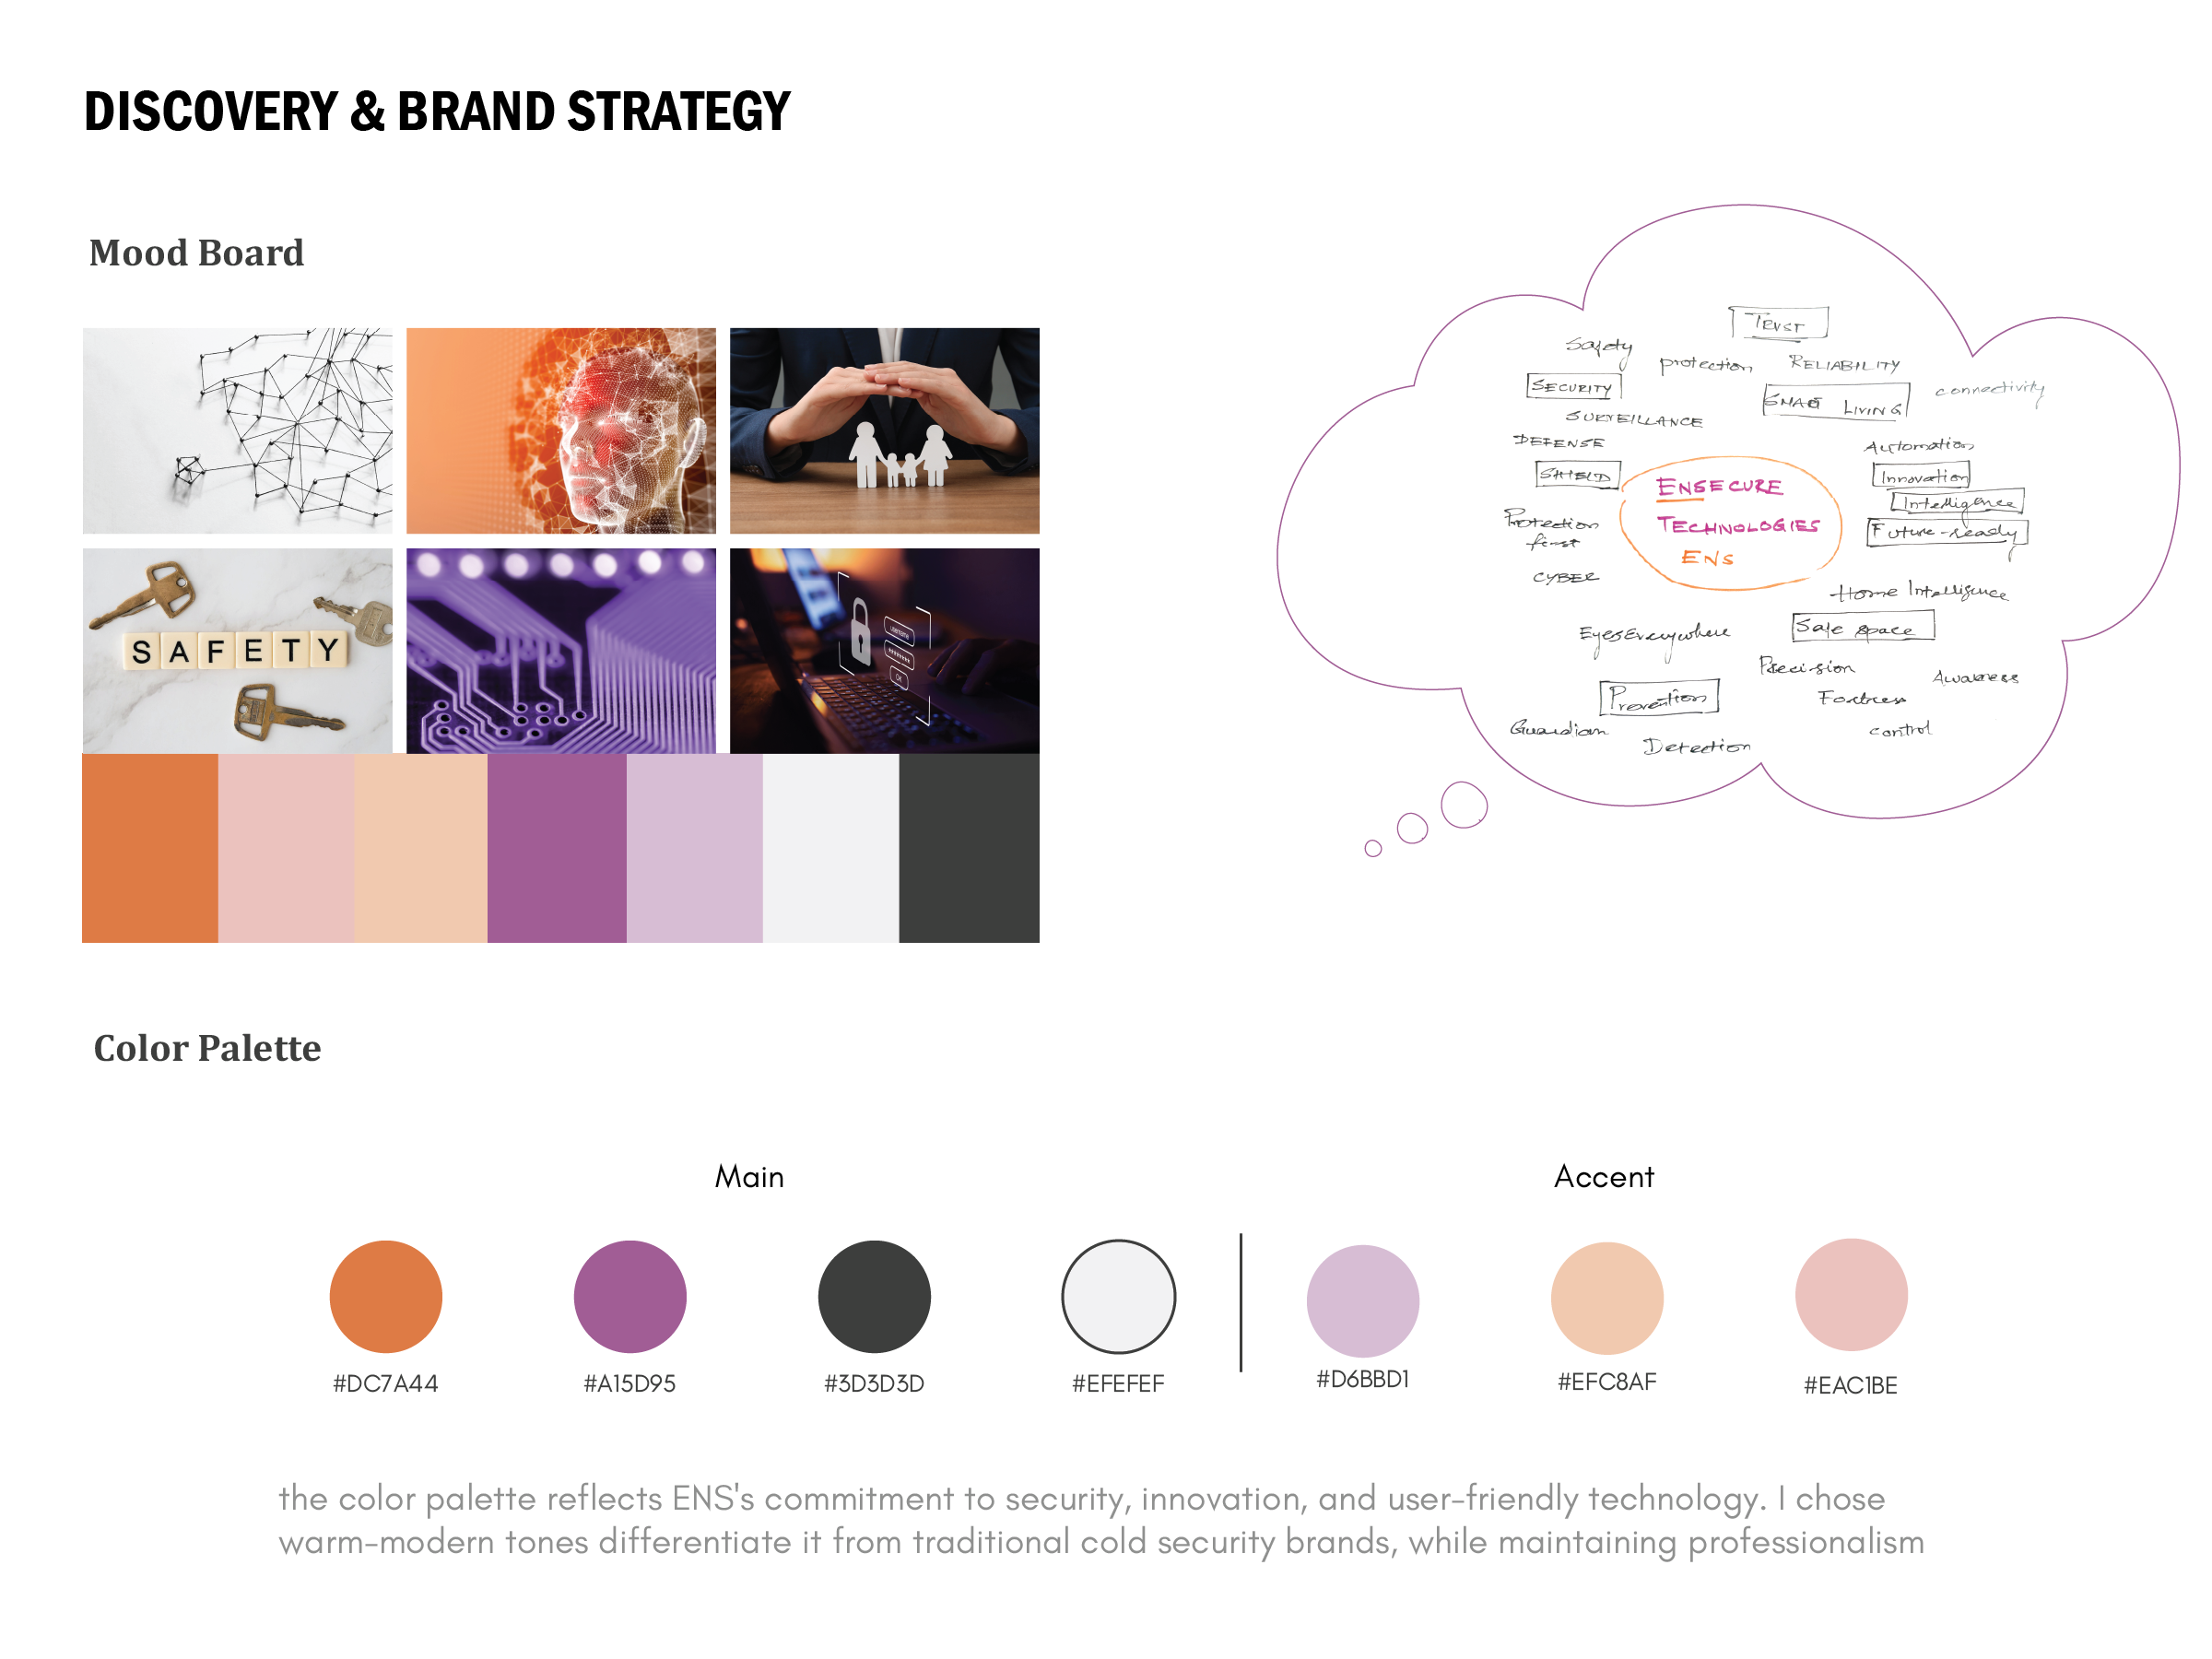 DISCOVERY & BRAND STRATEGY
Mood Board
SAFETY
username
OK
TRUST
Safety
protection
RELIABILITY
SECURITY
connectivity
LIVING
SURVEILLANCE
DEFENSE
Automation
SHIELD
Innovation
Intelligence
ENSECURE
TECHNOLOGIES
ENS
Future-ready
Protection
first
CYBER
Home Intelligence
EyesEverywhere
Safe space
Precision
Awareness
Prevention
Fortress
Guardian
control
Detection
Color Palette
Main
Accent
#DC7A44
#A15D95
#3D3D3D
#EFEFEF
#D6BBD1
#EFC8AF
#EAC1BE
the color palette reflects ENS's commitment to security, innovation, and user-friendly technology. I chose
warm-modern tones differentiate it from traditional cold security brands, while maintaining professionalism